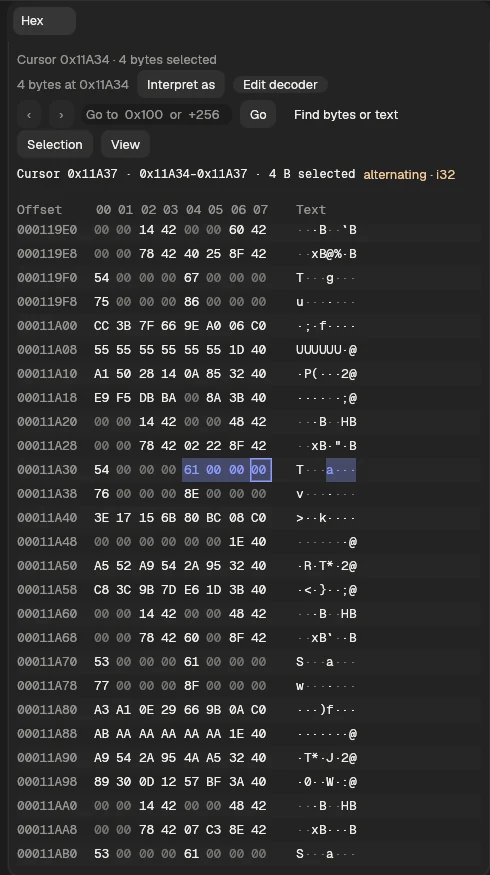 Hex
Cursor 0x11A34 · 4 bytes selected
4 bytes at 0x11A34 Interpret as Edit decoder
‹ › Go to 0x100 or +256 Go Find bytes or text
Selection View
Cursor 0x11A37 · 0x11A34–0x11A37 · 4 B selected alternating · i32
Offset 00 01 02 03 04 05 06 07 Text
000119E0 00 00 14 42 00 00 60 42 ···B··`B
000119E8 00 00 78 42 40 25 8F 42 ··xB@%·B
000119F0 54 00 00 00 67 00 00 00 T···g···
000119F8 75 00 00 00 86 00 00 00 u·······
00011A00 CC 3B 7F 66 9E A0 06 C0 ·;·f····
00011A08 55 55 55 55 55 55 1D 40 UUUUUU·@
00011A10 A1 50 28 14 0A 85 32 40 ·P(···2@
00011A18 E9 F5 DB BA 00 8A 3B 40 ······;@
00011A20 00 00 14 42 00 00 48 42 ···B··HB
00011A28 00 00 78 42 02 22 8F 42 ··xB·"·B
00011A30 54 00 00 00 61 00 00 00 T···a···
00011A38 76 00 00 00 8E 00 00 00 v·······
00011A40 3E 17 15 6B 80 BC 08 C0 >··k····
00011A48 00 00 00 00 00 00 1E 40 ·······@
00011A50 A5 52 A9 54 2A 95 32 40 ·R·T*·2@
00011A58 C8 3C 9B 7D E6 1D 3B 40 ·<·}··;@
00011A60 00 00 14 42 00 00 48 42 ···B··HB
00011A68 00 00 78 42 60 00 8F 42 ··xB`··B
00011A70 53 00 00 00 61 00 00 00 S···a···
00011A78 77 00 00 00 8F 00 00 00 w·······
00011A80 A3 A1 0E 29 66 9B 0A C0 ···)f···
00011A88 AB AA AA AA AA AA 1E 40 ·······@
00011A90 A9 54 2A 95 4A A5 32 40 ·T*·J·2@
00011A98 89 30 0D 12 57 BF 3A 40 ·0··W·:@
00011AA0 00 00 14 42 00 00 48 42 ···B··HB
00011AA8 00 00 78 42 07 C3 8E 42 ··xB···B
00011AB0 53 00 00 00 61 00 00 00 S···a···